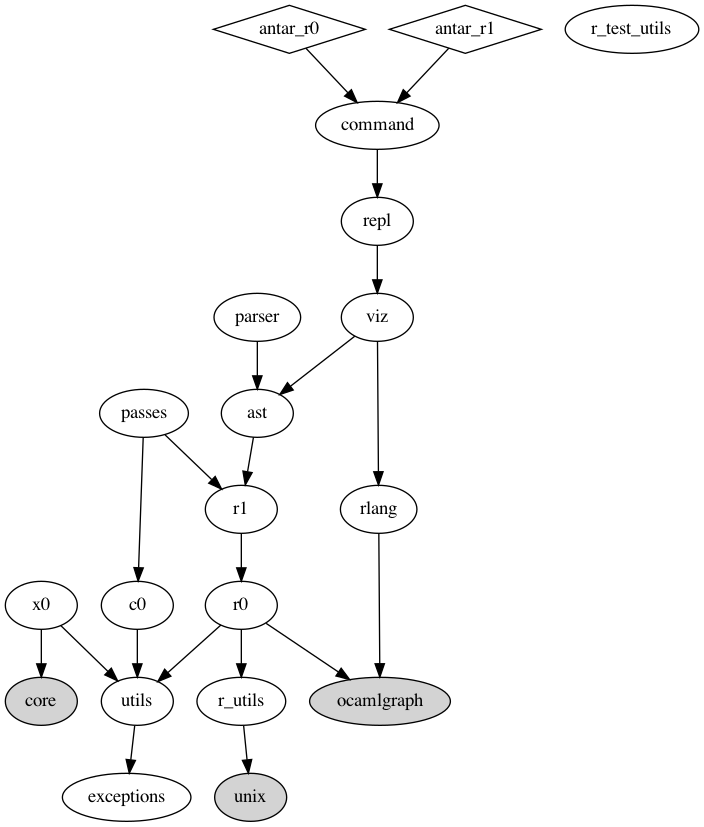 antar_r0 antar_r1 r_test_utils
command
repl
parser viz
passes ast
r1 rlang
x0 c0 r0
core utils r_utils ocamlgraph
exceptions unix